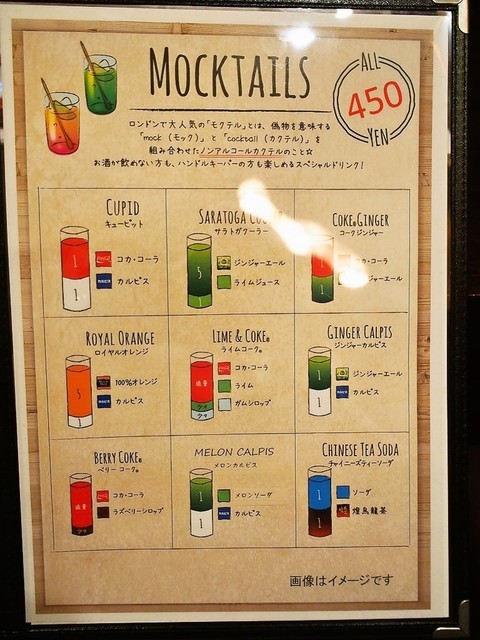 MOCKTAILS
ALL
450
YEN
ロンドンで大人気の「モクテル」とは、偽物を意味する
「mock (モック)」 と 「cocktail (カクテル)」を
組み合わせたノンアルコールカクテルのこと☆
お酒が飲めない方も、ハンドルキーパーの方も楽しめるスペシャルドリンク!
CUPID
キューピット
1
コカ・コーラ
1
カルピス
SARATOGA
サラトガクーラー
5
ジンジャーエール
1
ライムジュース
COKE GINGER
コークジンジャー
1
コーラ
1
ジャーエール
ROYAL ORANGE
ロイヤルオレンジ
5
100%オレンジ
1
カルピス
LIME & COKE®
ライムコーク®
適量
コカ・コーラ
ライム
ガムシロップ
GINGER CALPIS
ジンジャーカルピス
1
ジンジャーエール
1
カルピス
BERRY COKE®
ベリー コーク®
適量
コカ・コーラ
ラズベリーシロップ
MELON CALPIS
メロンカルピス
1
メロンソーダ
1
カルピス
CHINESE TEA SODA
チャイニーズティーソーダ
1
ソーダ
1
煌烏龍茶
画像はイメージです